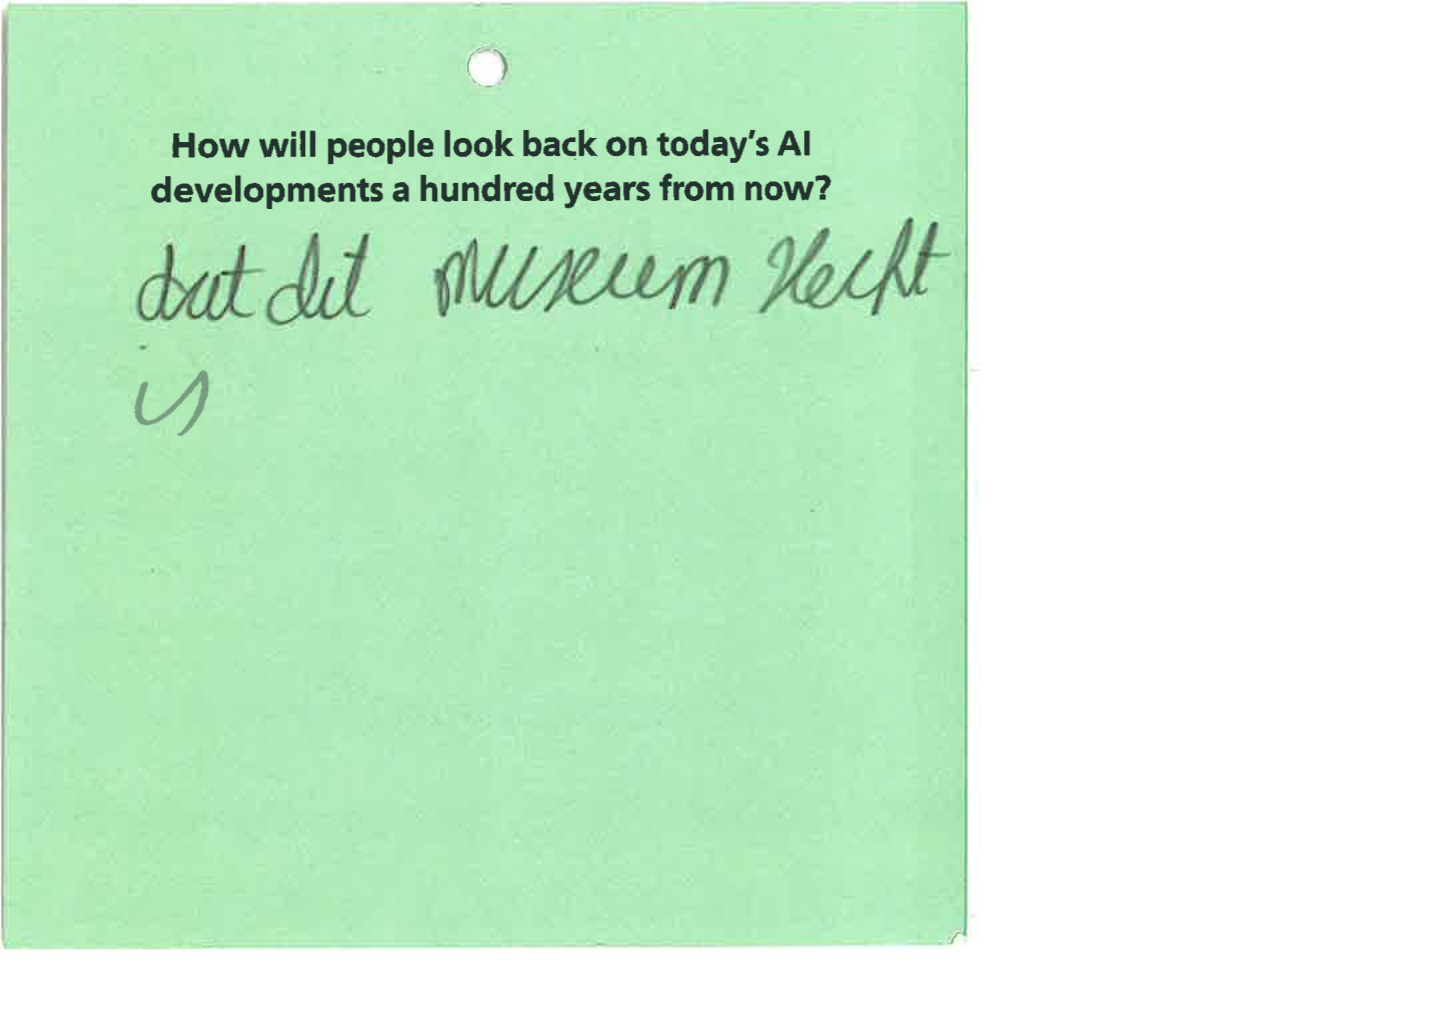 How will people look back on today's AI
developments a hundred years from now?
dat dit museum slecht
is